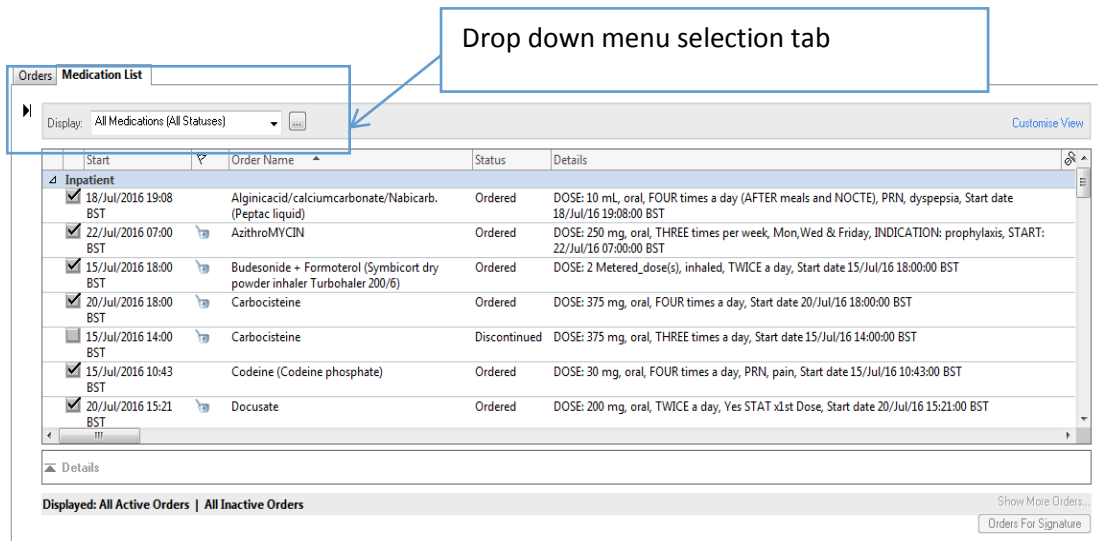 Drop down menu selection tab
Orders Medication List
Display: All Medications (All Statuses) ... Customise View
Start Order Name Status Details
Inpatient
18/Jul/2016 19:08 Alginicacid/calciumcarbonate/Nabicarb. Ordered DOSE: 10 mL, oral, FOUR times a day (AFTER meals and NOCTE), PRN, dyspepsia, Start date
BST (Peptac liquid) 18/Jul/16 19:08:00 BST
22/Jul/2016 07:00 AzithroMYCIN Ordered DOSE: 250 mg, oral, THREE times per week, Mon,Wed & Friday, INDICATION: prophylaxis, START:
BST 22/Jul/16 07:00:00 BST
15/Jul/2016 18:00 Budesonide + Formoterol (Symbicort dry Ordered DOSE: 2 Metered_dose(s), inhaled, TWICE a day, Start date 15/Jul/16 18:00:00 BST
BST powder inhaler Turbohaler 200/6)
20/Jul/2016 18:00 Carbocisteine Ordered DOSE: 375 mg, oral, FOUR times a day, Start date 20/Jul/16 18:00:00 BST
BST
15/Jul/2016 14:00 Carbocisteine Discontinued DOSE: 375 mg, oral, THREE times a day, Start date 15/Jul/16 14:00:00 BST
BST
15/Jul/2016 10:43 Codeine (Codeine phosphate) Ordered DOSE: 30 mg, oral, FOUR times a day, PRN, pain, Start date 15/Jul/16 10:43:00 BST
BST
20/Jul/2016 15:21 Docusate Ordered DOSE: 200 mg, oral, TWICE a day, Yes STAT x1st Dose, Start date 20/Jul/16 15:21:00 BST
BST
Details
Displayed: All Active Orders | All Inactive Orders Show More Orders...
Orders For Signature